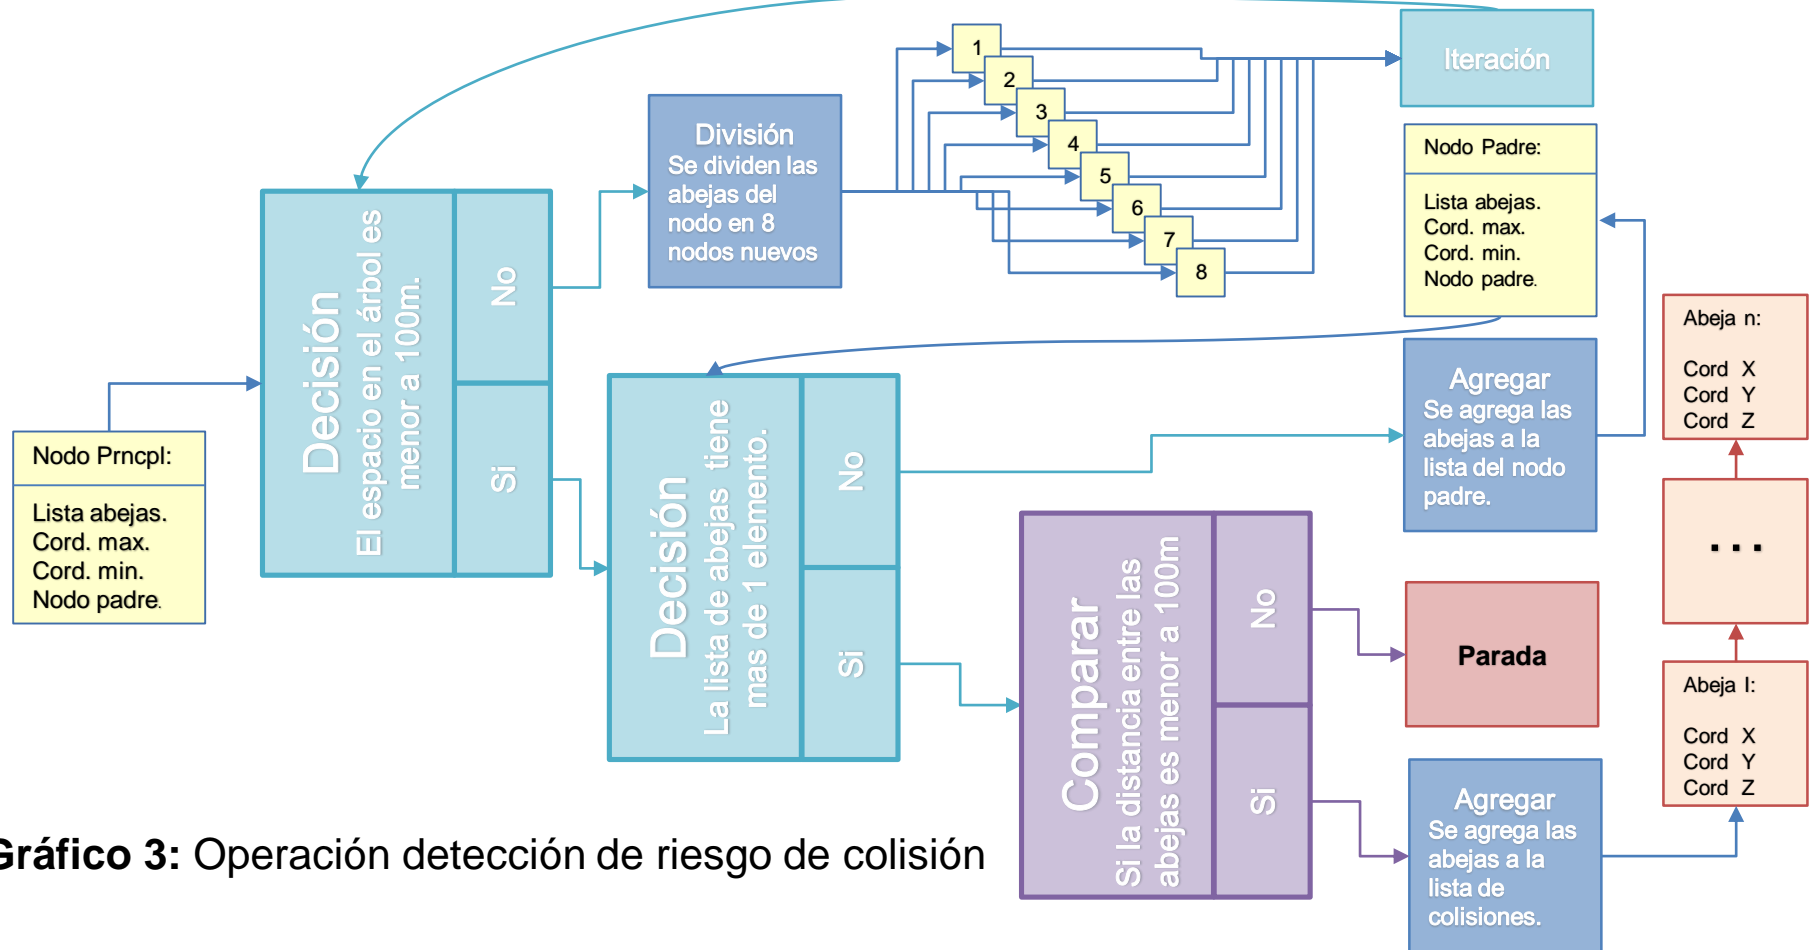 Iteración
1
2
3
4
5
6
7
8
División
Se dividen las
abejas del
nodo en 8
nodos nuevos
Nodo Padre:
Lista abejas.
Cord. max.
Cord. min.
Nodo padre.
Decisión
El espacio en el árbol es
menor a 100m.
No
Si
Nodo Prncpl:
Lista abejas.
Cord. max.
Cord. min.
Nodo padre.
Decisión
La lista de abejas tiene
mas de 1 elemento.
No
Si
Agregar
Se agrega las
abejas a la
lista del nodo
padre.
Abeja n:
Cord X
Cord Y
Cord Z
...
Comparar
Si la distancia entre las
abejas es menor a 100m
No
Si
Parada
Abeja I:
Cord X
Cord Y
Cord Z
Agregar
Se agrega las
abejas a la
lista de
colisiones.
Gráfico 3: Operación detección de riesgo de colisión